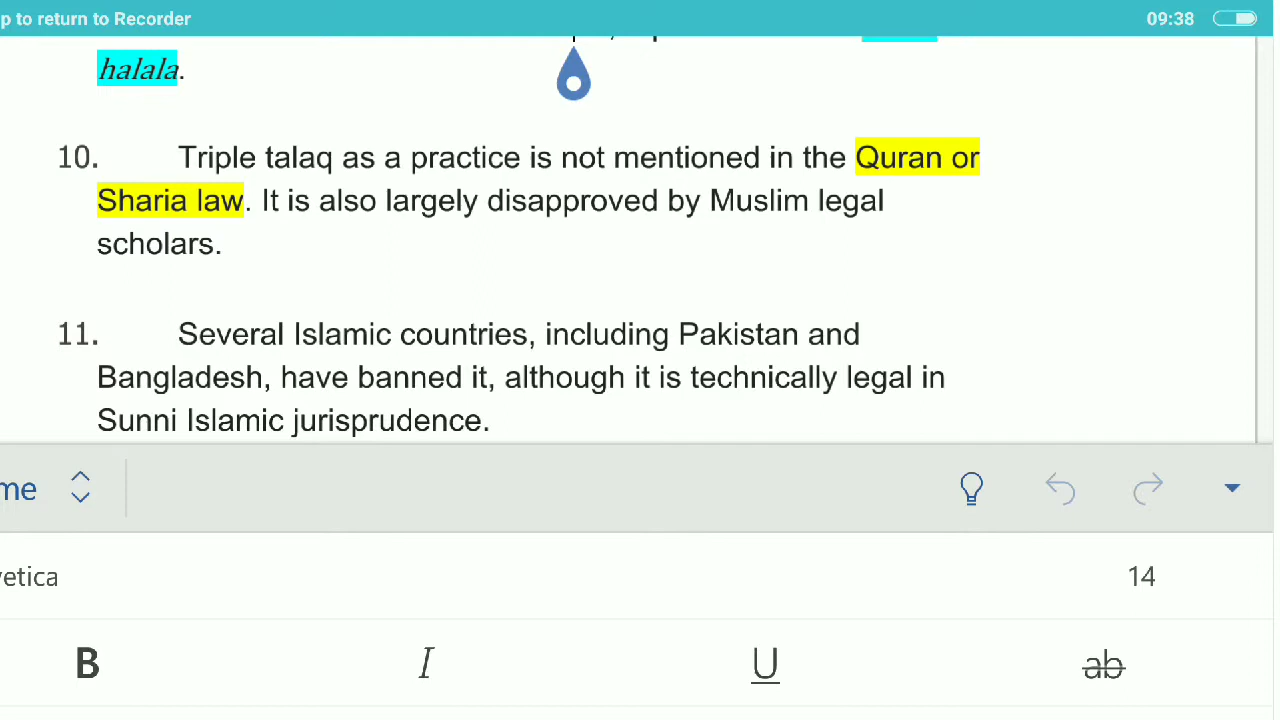 p to return to Recorder 09:38
halala.
10. Triple talaq as a practice is not mentioned in the Quran or
Sharia law. It is also largely disapproved by Muslim legal
scholars.
11. Several Islamic countries, including Pakistan and
Bangladesh, have banned it, although it is technically legal in
Sunni Islamic jurisprudence.
me
vetica 14
B I U ab